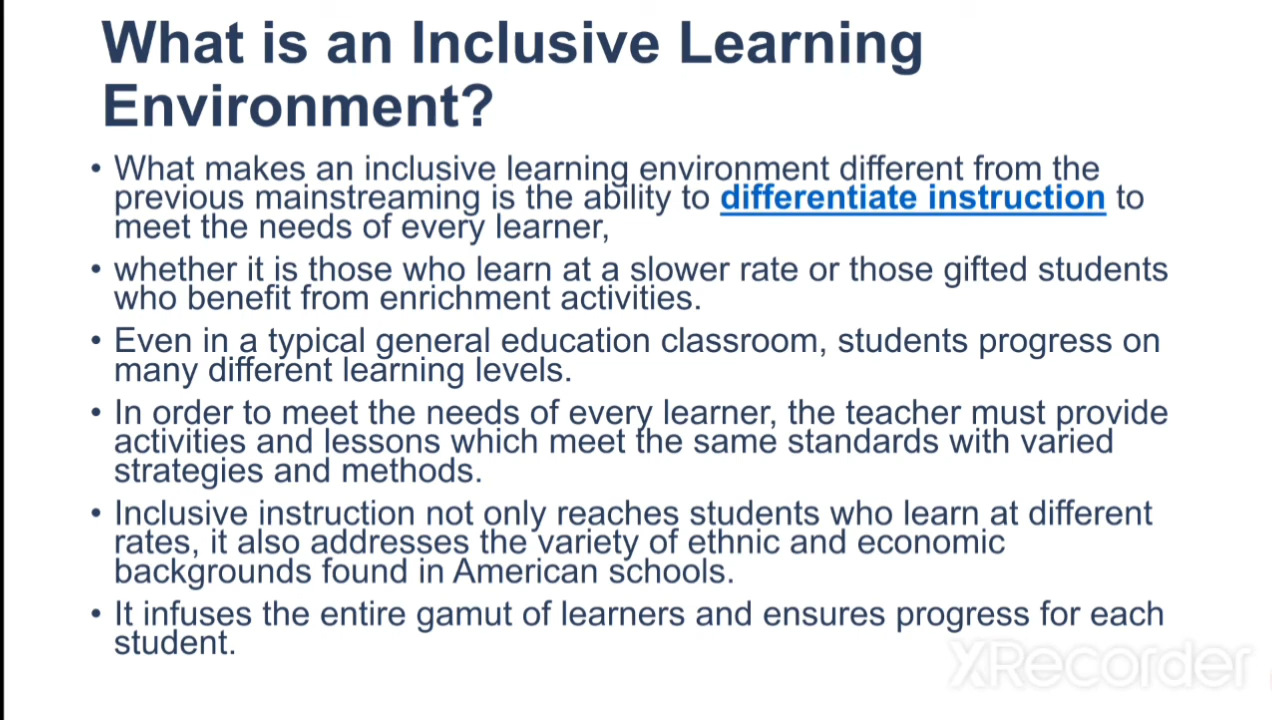 What is an Inclusive Learning
Environment?
• What makes an inclusive learning environment different from the
previous mainstreaming is the ability to differentiate instruction to
meet the needs of every learner,
• whether it is those who learn at a slower rate or those gifted students
who benefit from enrichment activities.
• Even in a typical general education classroom, students progress on
many different learning levels.
• In order to meet the needs of every learner, the teacher must provide
activities and lessons which meet the same standards with varied
strategies and methods.
• Inclusive instruction not only reaches students who learn at different
rates, it also addresses the variety of ethnic and economic
backgrounds found in American schools.
• It infuses the entire gamut of learners and ensures progress for each
student.
XRecorder